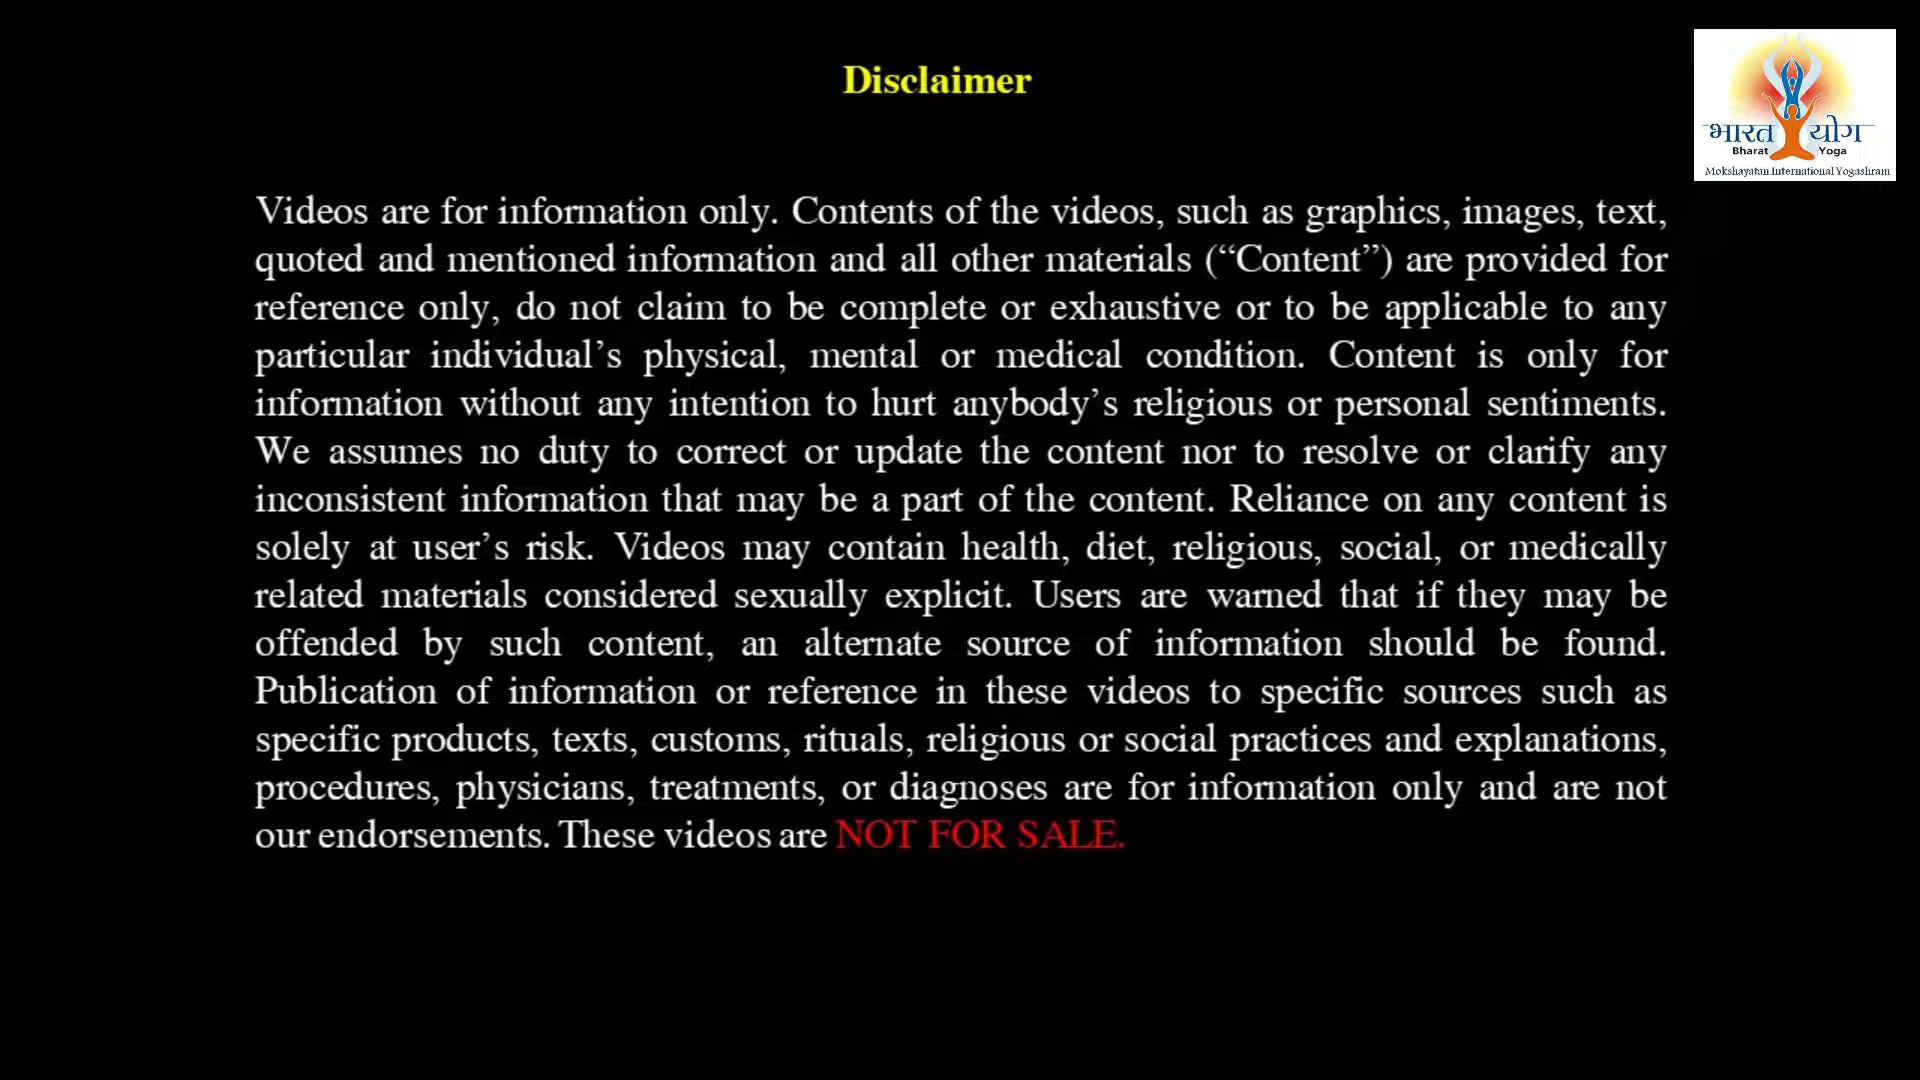 Disclaimer
भारत योग
Bharat Yoga
Mokshayatan International Yogashram
Videos are for information only. Contents of the videos, such as graphics, images, text,
quoted and mentioned information and all other materials (“Content”) are provided for
reference only, do not claim to be complete or exhaustive or to be applicable to any
particular individual’s physical, mental or medical condition. Content is only for
information without any intention to hurt anybody’s religious or personal sentiments.
We assumes no duty to correct or update the content nor to resolve or clarify any
inconsistent information that may be a part of the content. Reliance on any content is
solely at user’s risk. Videos may contain health, diet, religious, social, or medically
related materials considered sexually explicit. Users are warned that if they may be
offended by such content, an alternate source of information should be found.
Publication of information or reference in these videos to specific sources such as
specific products, texts, customs, rituals, religious or social practices and explanations,
procedures, physicians, treatments, or diagnoses are for information only and are not
our endorsements. These videos are NOT FOR SALE.